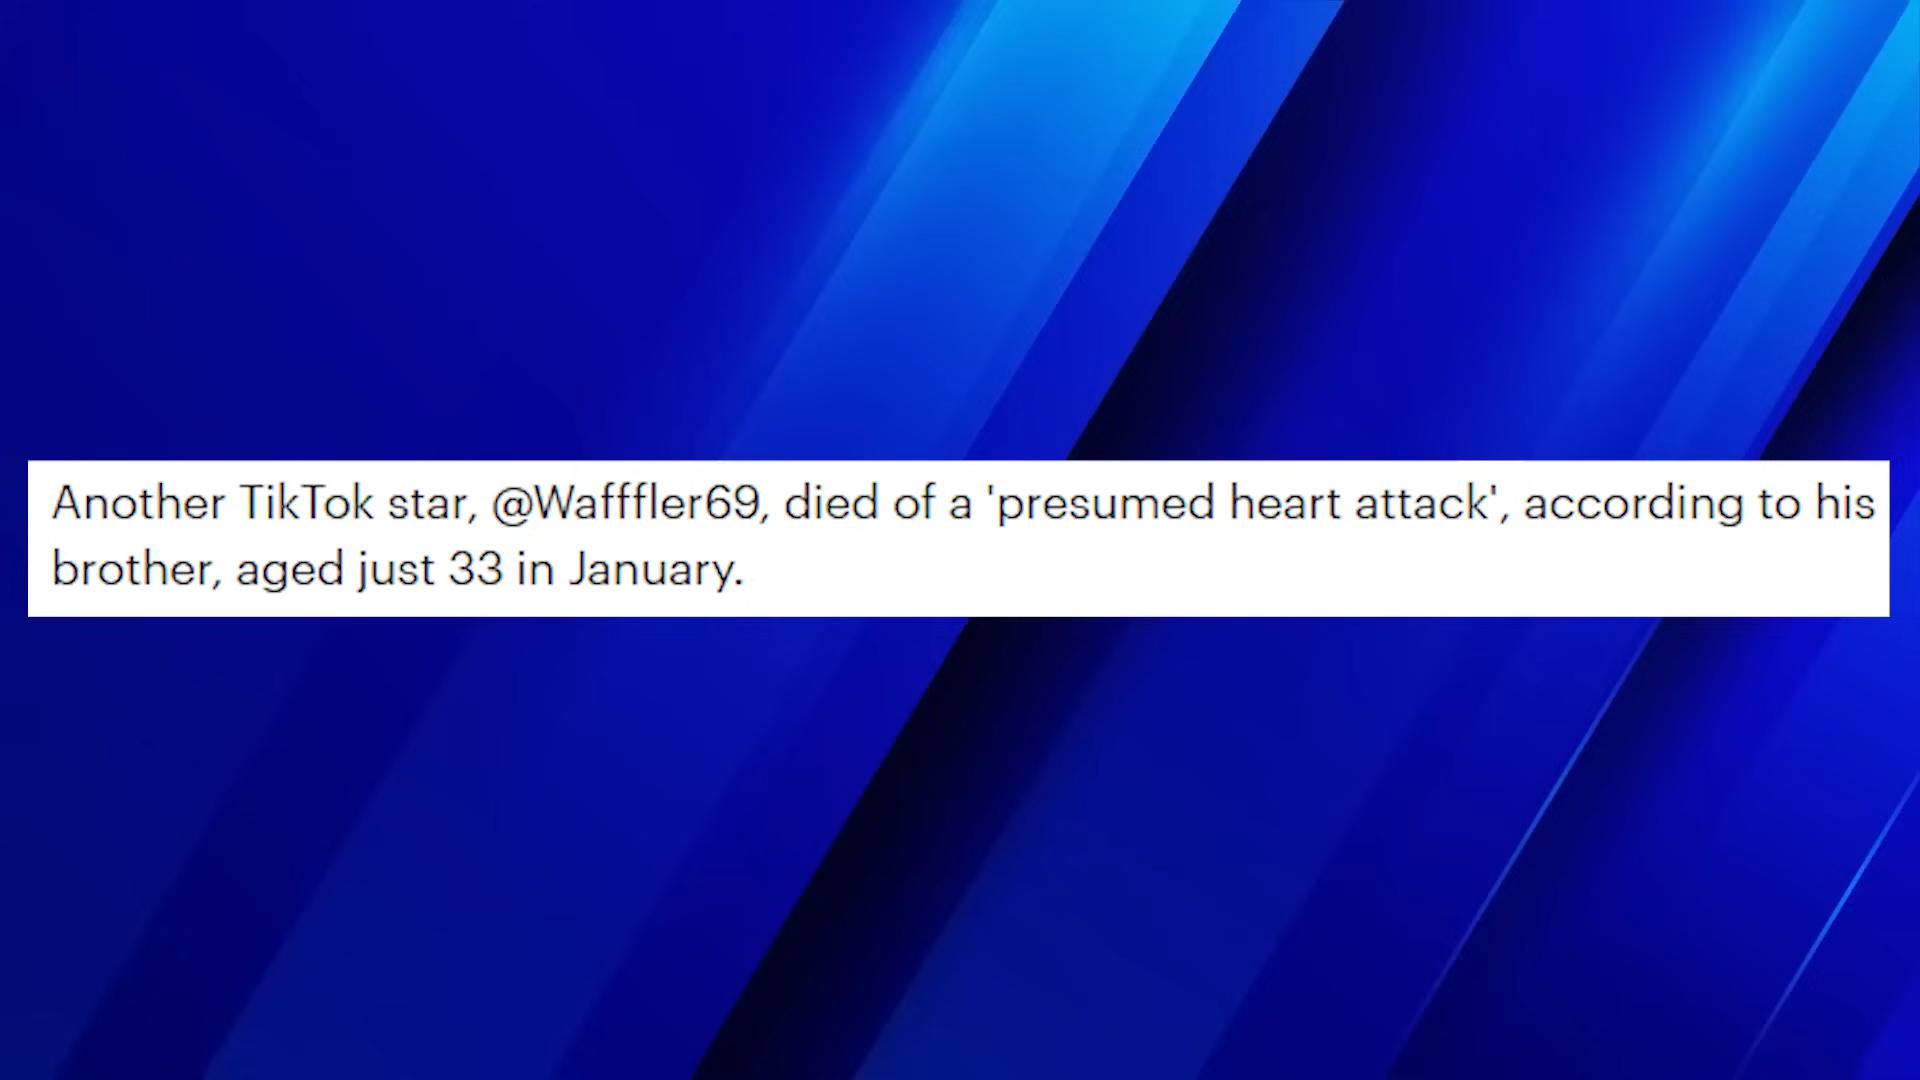 Another TikTok star, @Wafffler69, died of a 'presumed heart attack', according to his
brother, aged just 33 in January.